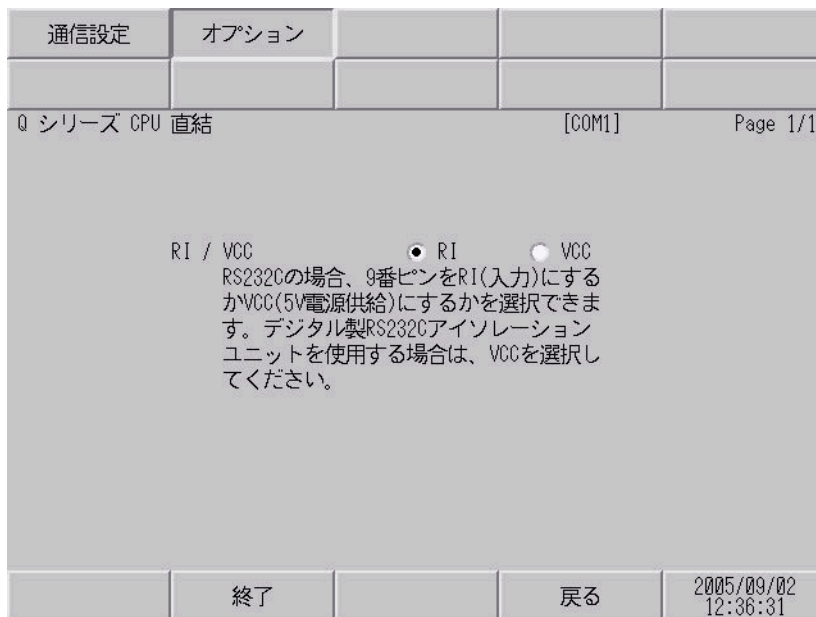 通信設定 オプション
Q シリーズ CPU 直結 [COM1] Page 1/1
RI / VCC RI VCC
RS232Cの場合、9番ピンをRI(入力)にする
かVCC(5V電源供給)にするかを選択できま
す。デジタル製RS232Cアイソレーション
ユニットを使用する場合は、VCCを選択し
てください。
終了 戻る 2005/09/02
12:36:31